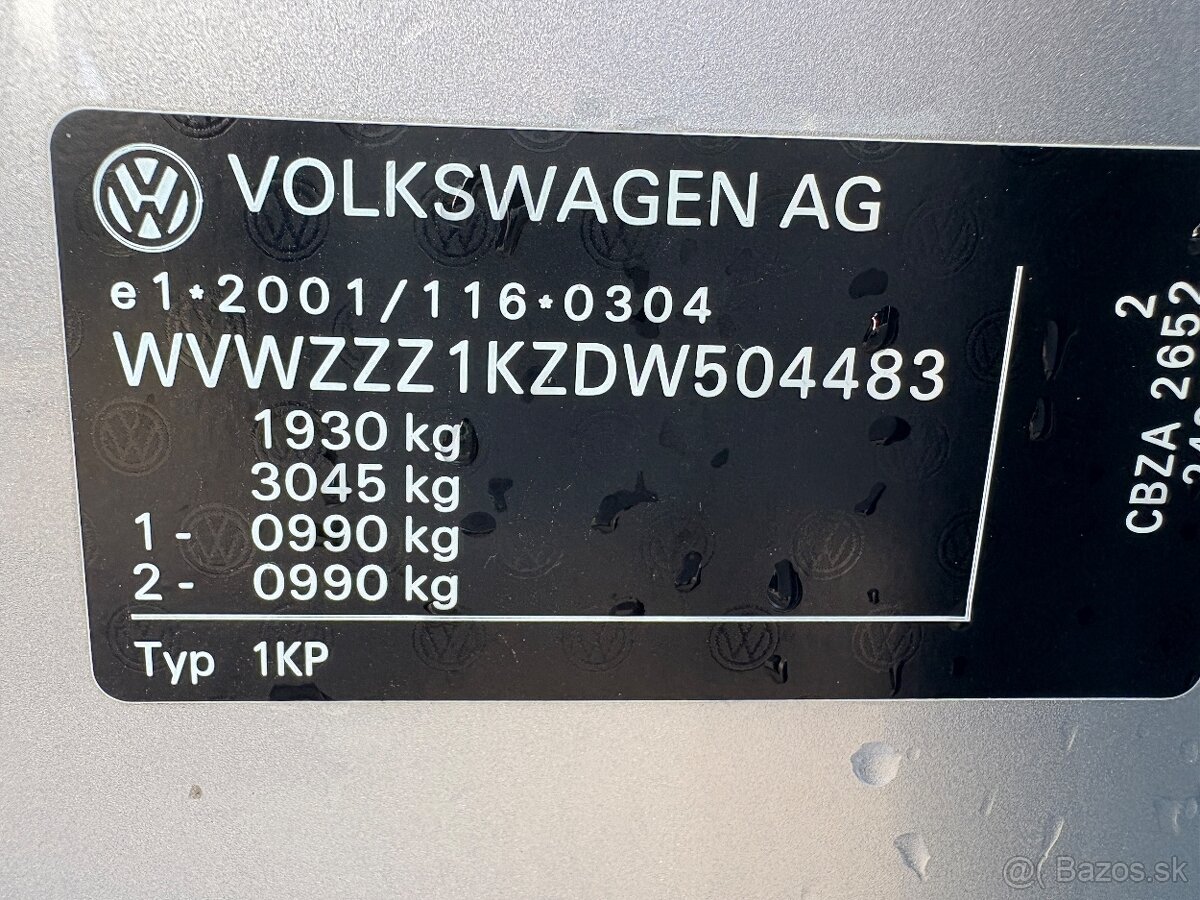 VOLKSWAGEN AG
e1*2001/116*0304
WVWZZZ1KZDW504483
1930 kg
3045 kg
1- 0990 kg
2- 0990 kg
Typ 1KP
2
CBZA 2652
@( Bazos.sk